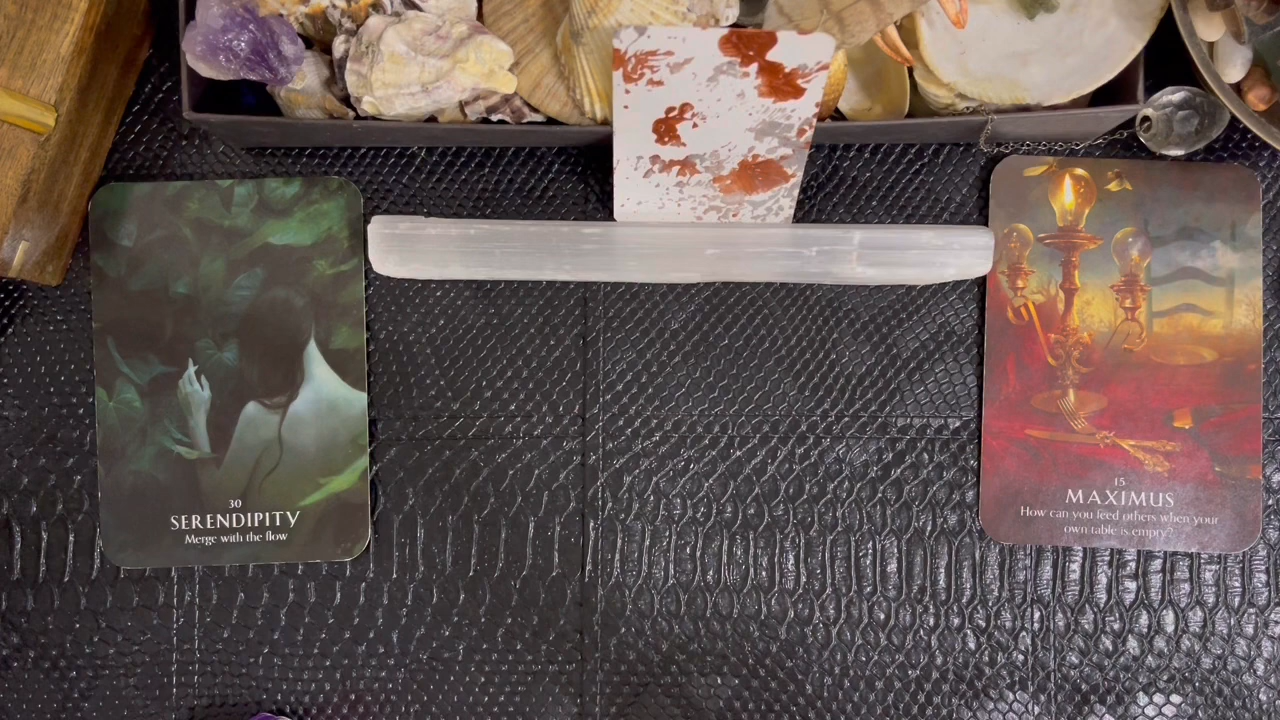 30
SERENDIPITY
Merge with the flow
15
MAXIMUS
How can you feed others when your
own table is empty?